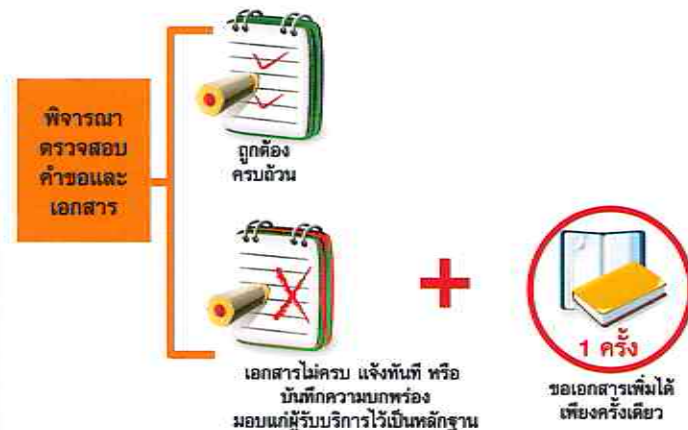 พิจารณา
ตรวจสอบ
คำขอและ
เอกสาร
ถูกต้อง
ครบถ้วน
เอกสารไม่ครบ แจ้งทันที หรือ
บันทึกความบกพร่อง
มอบแก่ผู้รับบริการไว้เป็นหลักฐาน
1 ครั้ง
ขอเอกสารเพิ่มได้
เพียงครั้งเดียว